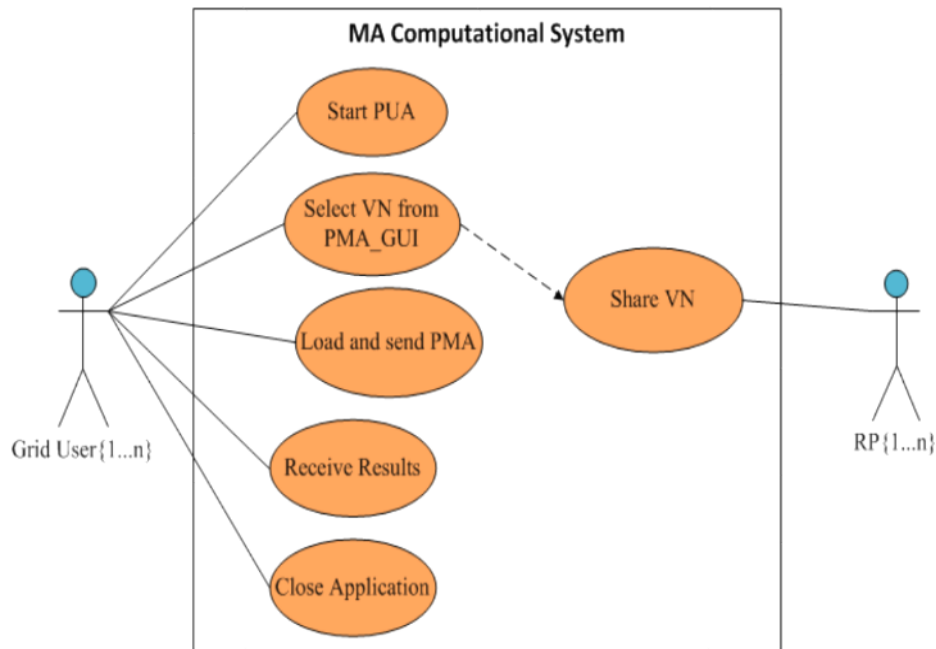 MA Computational System
Start PUA
Select VN from
PMA_GUI
Share VN
Load and send PMA
Grid User{1...n}
RP{1...n}
Receive Results
Close Application